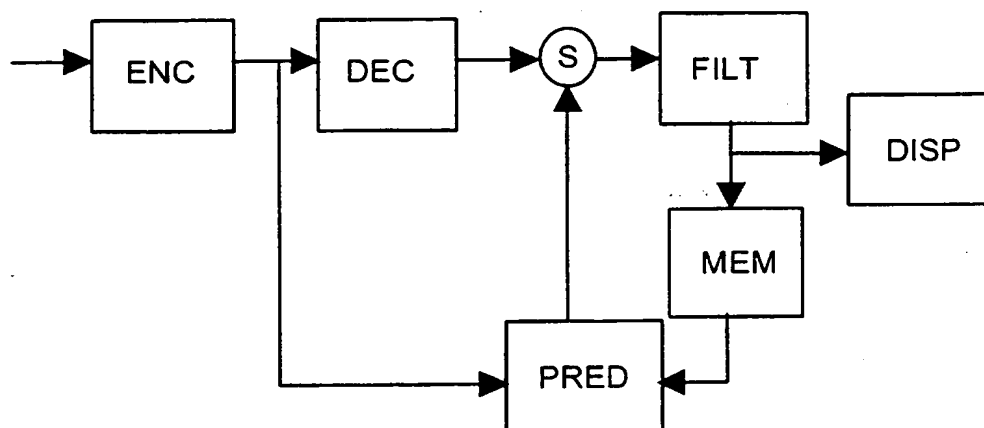 ENC
DEC
S
FILT
DISP
MEM
PRED